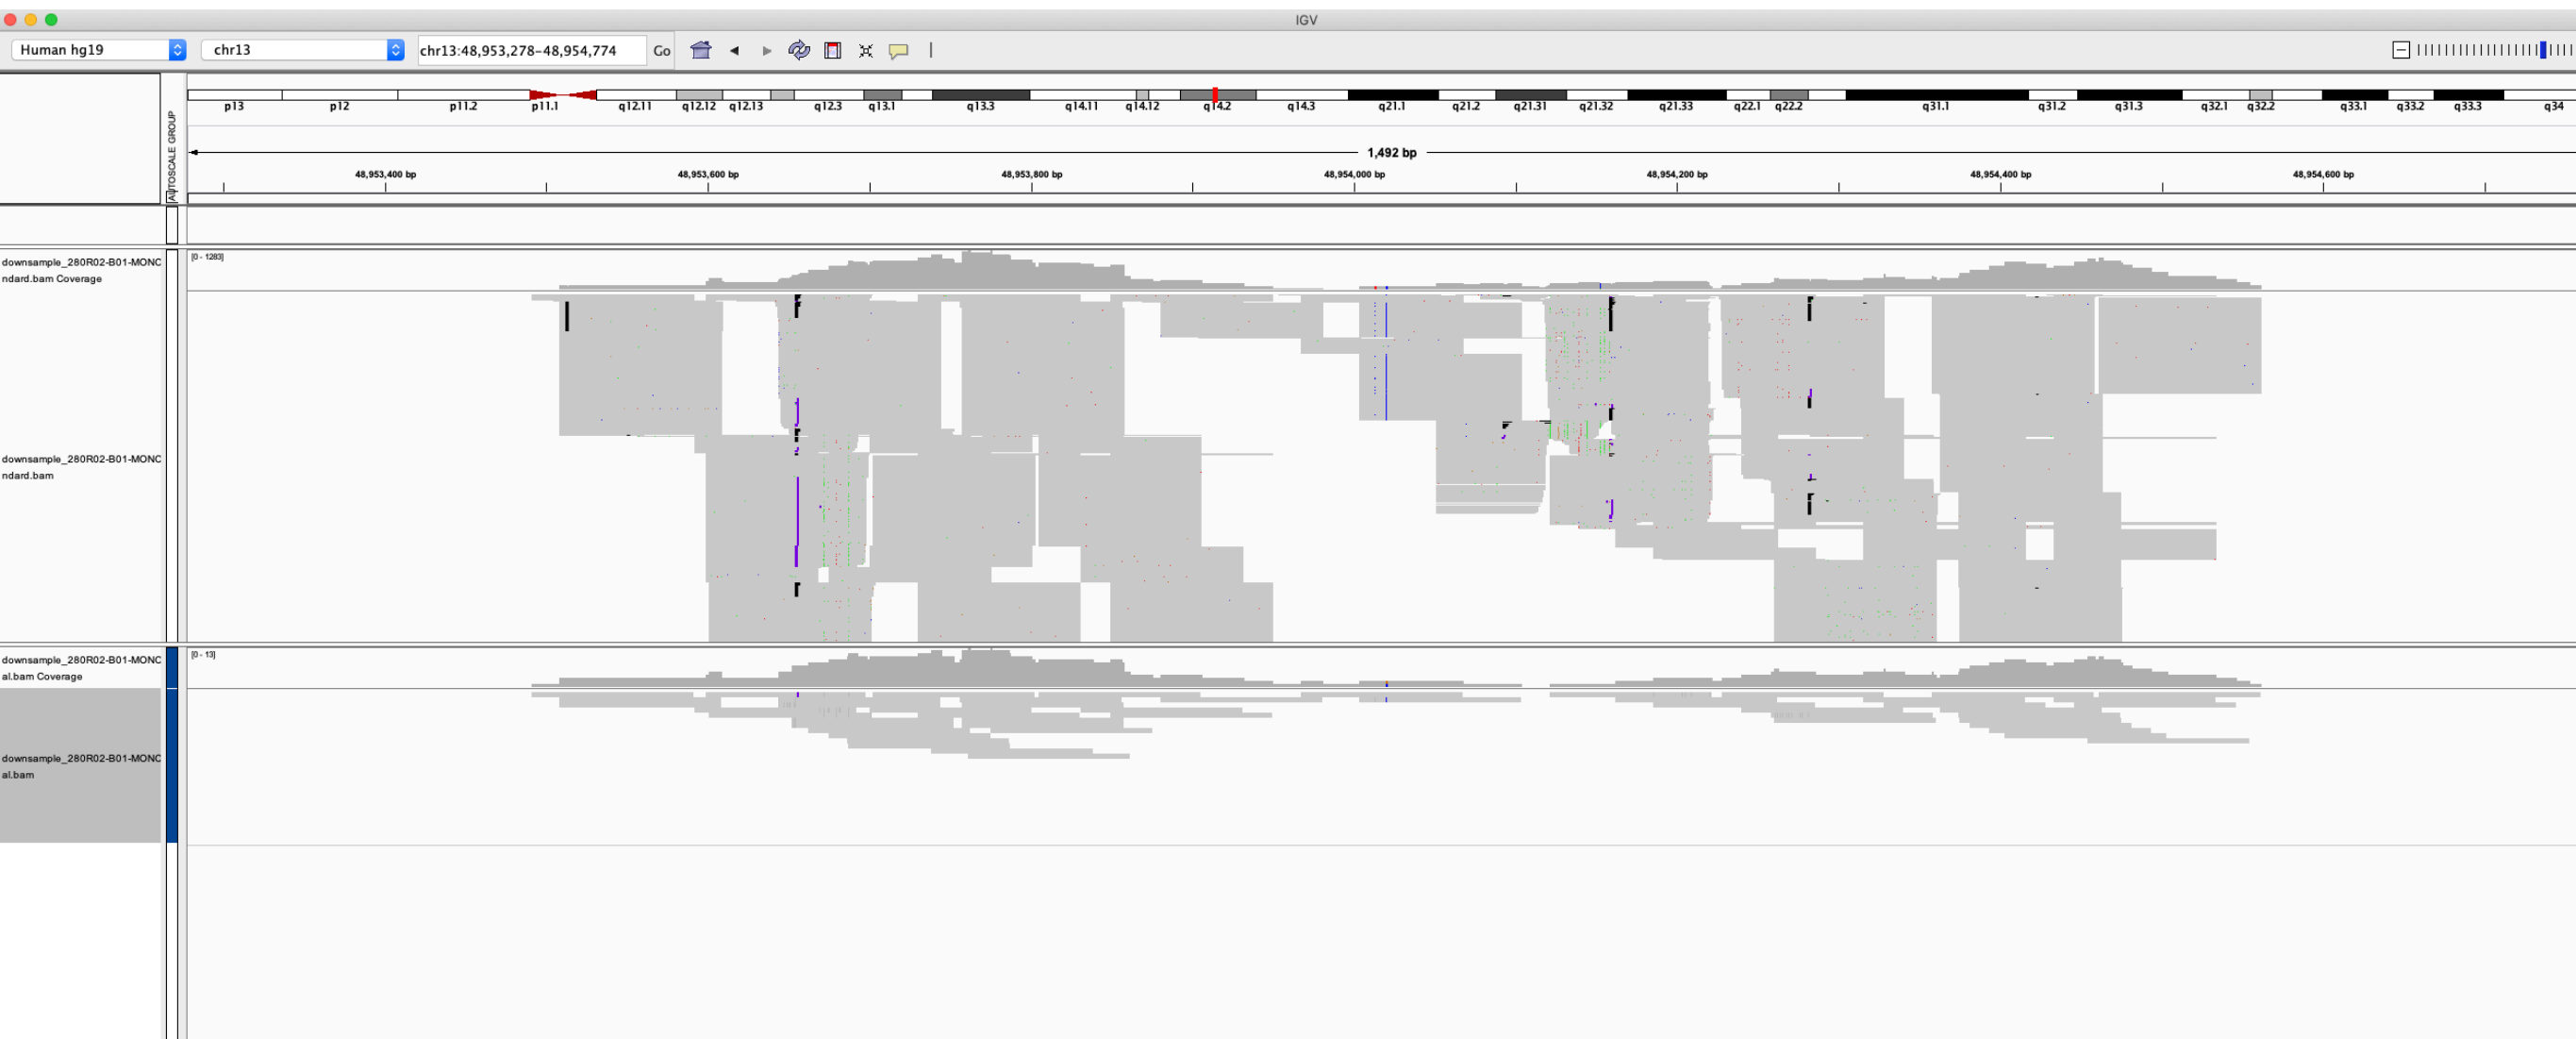 IGV
Human hg19 chr13 chr13:48,953,278-48,954,774 Go
p13 p12 p11.2 p11.1 q12.11 q12.12 q12.13 q12.3 q13.1 q13.3 q14.11 q14.12 q14.2 q14.3 q21.1 q21.2 q21.31 q21.32 q21.33 q22.1 q22.2 q31.1 q31.2 q31.3 q32.1 q32.2 q33.1 q33.2 q33.3 q34
AUTOSCALE GROUP
1,492 bp
48,953,400 bp 48,953,600 bp 48,953,800 bp 48,954,000 bp 48,954,200 bp 48,954,400 bp 48,954,600 bp
downsample_280R02-B01-MONC
ndard.bam Coverage
[0 - 1283]
downsample_280R02-B01-MONC
ndard.bam
downsample_280R02-B01-MONC
al.bam Coverage
[0 - 13]
downsample_280R02-B01-MONC
al.bam